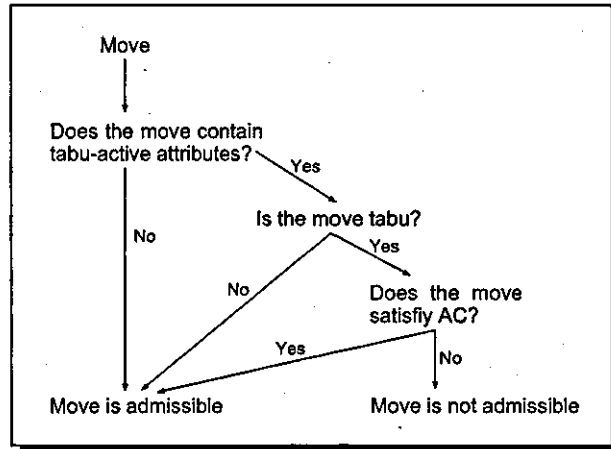 Move
Does the move contain
tabu-active attributes?
Yes
Is the move tabu?
No
Yes
No
Does the move
satisfiy AC?
Yes
No
Move is admissible
Move is not admissible